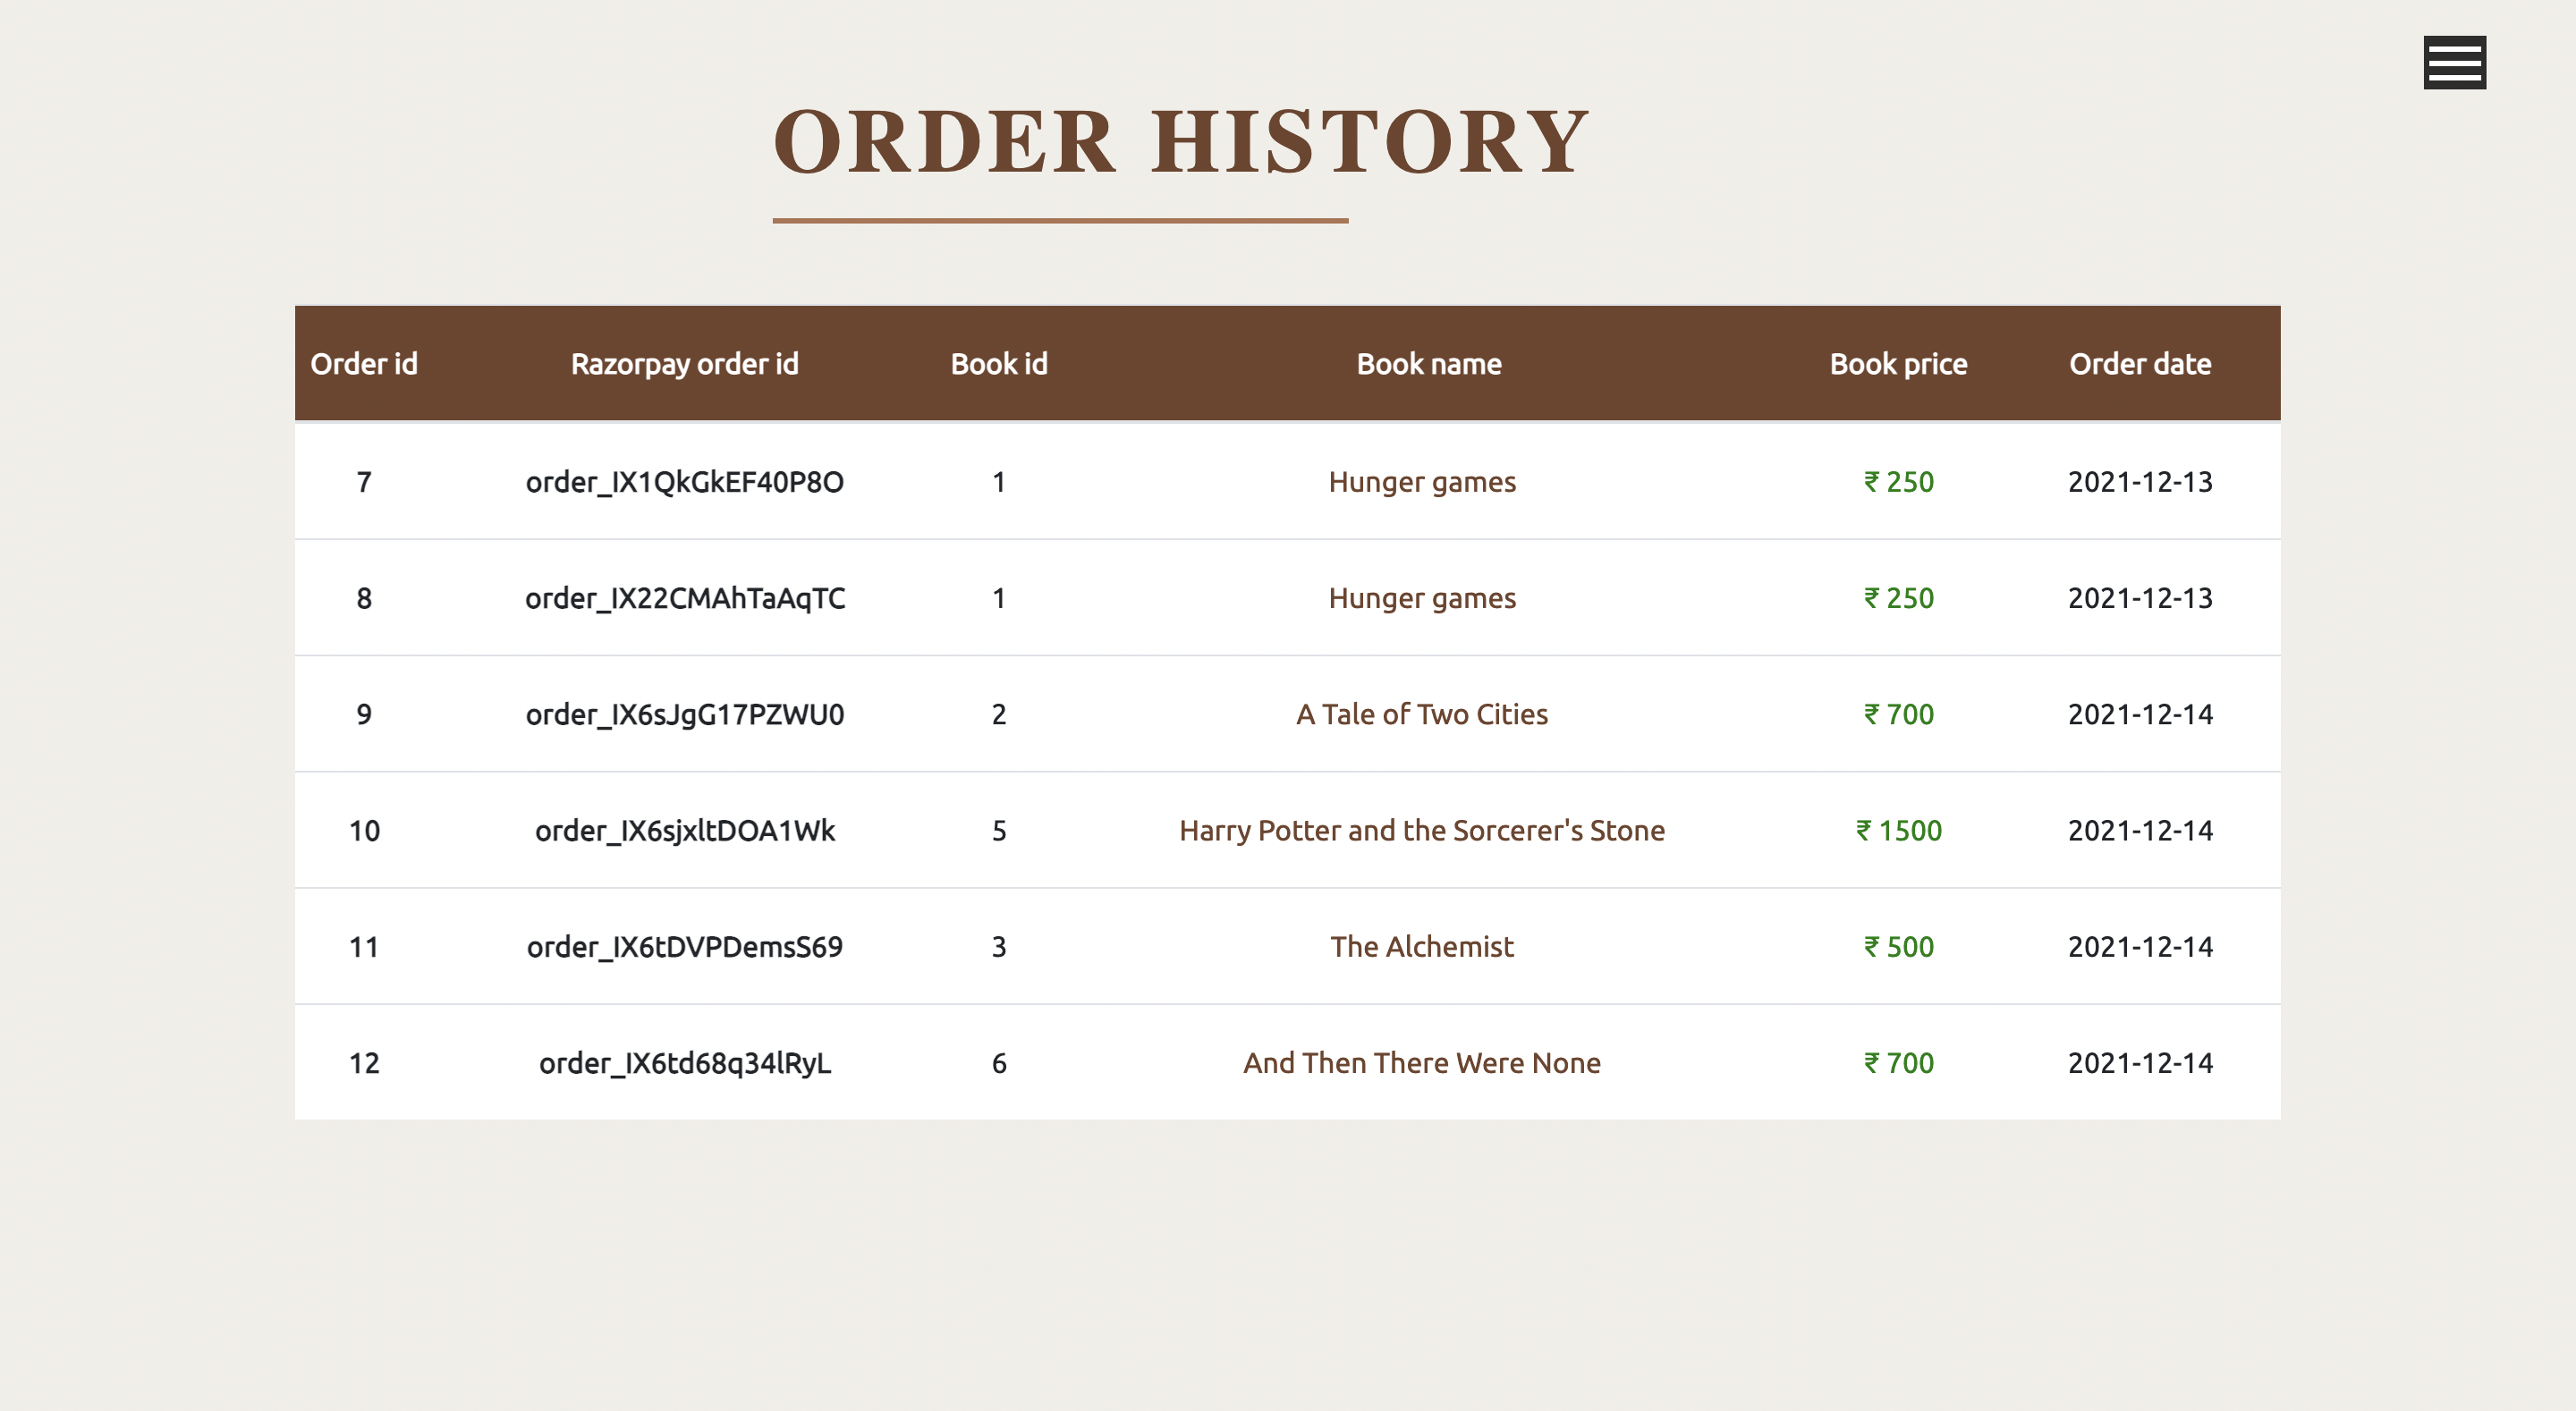 ORDER HISTORY
Order id Razorpay order id Book id Book name Book price Order date
7 order_IX1QkGkEF40P8O 1 Hunger games ₹ 250 2021-12-13
8 order_IX22CMAhTaAqTC 1 Hunger games ₹ 250 2021-12-13
9 order_IX6sJgG17PZWU0 2 A Tale of Two Cities ₹ 700 2021-12-14
10 order_IX6sjxltDOA1Wk 5 Harry Potter and the Sorcerer's Stone ₹ 1500 2021-12-14
11 order_IX6tDVPDemsS69 3 The Alchemist ₹ 500 2021-12-14
12 order_IX6td68q34lRyL 6 And Then There Were None ₹ 700 2021-12-14